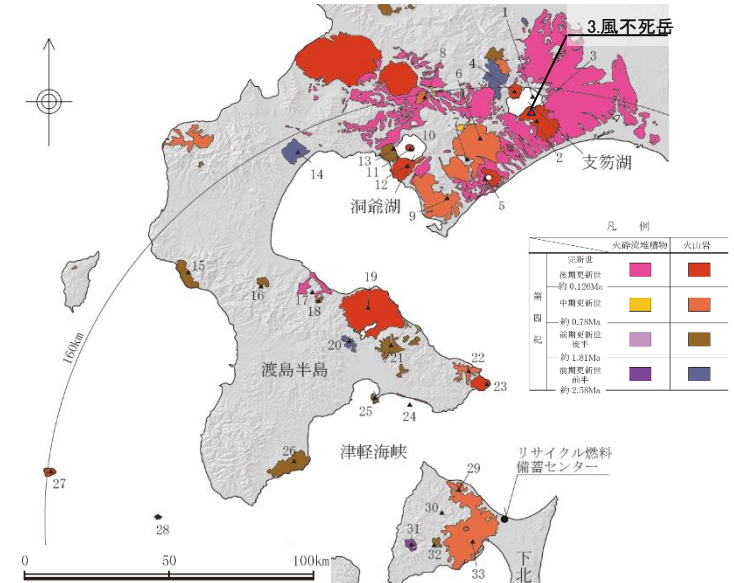 1
3.風不死岳
8
6
4
3
7
10
13
11
12
14
2
支笏湖
洞爺湖
9
5
凡 例
火砕流堆積物 火山岩
第四紀
完新世
後期更新世
約 0.126Ma
中期更新世
約 0.78Ma
前期更新世
後半
約 1.81Ma
前期更新世
前半
約 2.58Ma
15
16
17
18
19
20
21
22
23
160km
渡島半島
25
24
津軽海峡
26
27
28
リサイクル燃料
備蓄センター
29
30
31
32
33
下北
0 50 100km